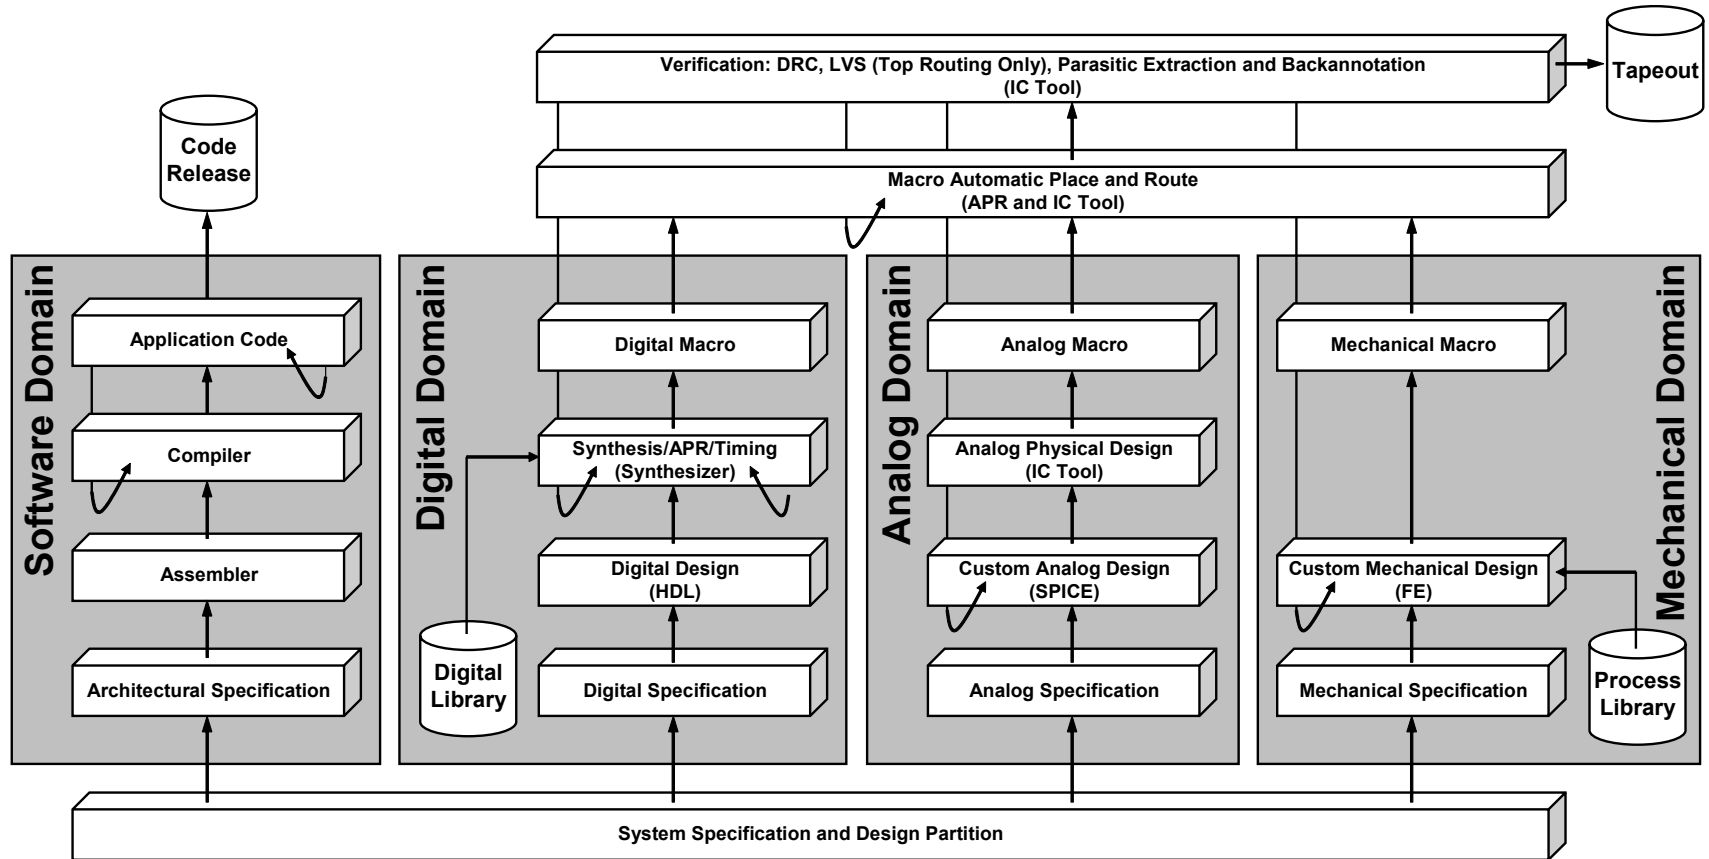 Verification: DRC, LVS (Top Routing Only), Parasitic Extraction and Backannotation
(IC Tool)
Tapeout
Code
Release
Macro Automatic Place and Route
(APR and IC Tool)
Software Domain
Application Code
Compiler
Assembler
Architectural Specification
Digital Domain
Digital Macro
Synthesis/APR/Timing
(Synthesizer)
Digital Design
(HDL)
Digital Specification
Digital
Library
Analog Domain
Analog Macro
Analog Physical Design
(IC Tool)
Custom Analog Design
(SPICE)
Analog Specification
Mechanical Domain
Mechanical Macro
Custom Mechanical Design
(FE)
Mechanical Specification
Process
Library
System Specification and Design Partition